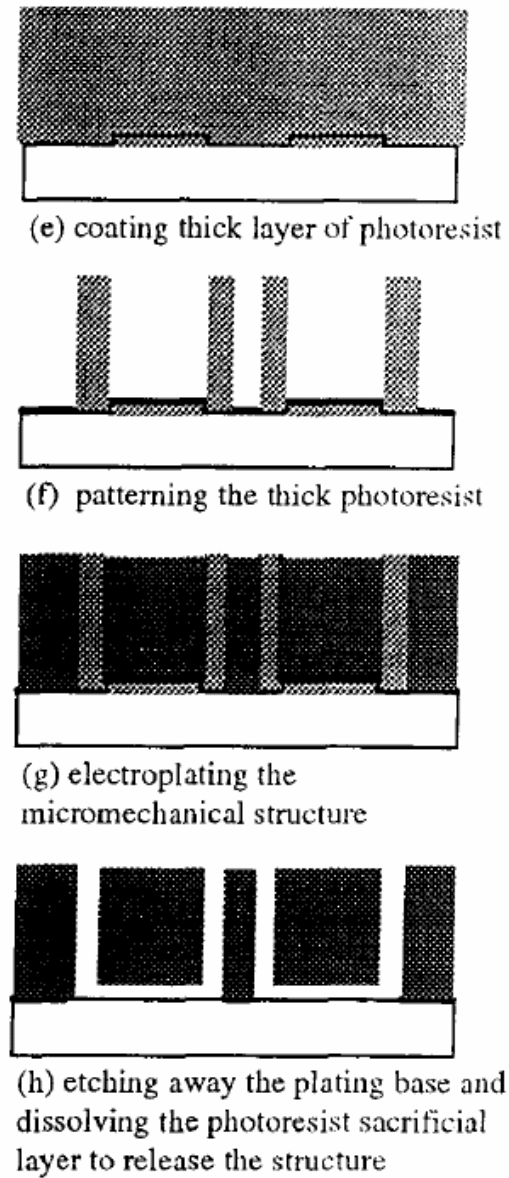 (e) coating thick layer of photoresist
(f) patterning the thick photoresist
(g) electroplating the
micromechanical structure
(h) etching away the plating base and
dissolving the photoresist sacrificial
layer to release the structure